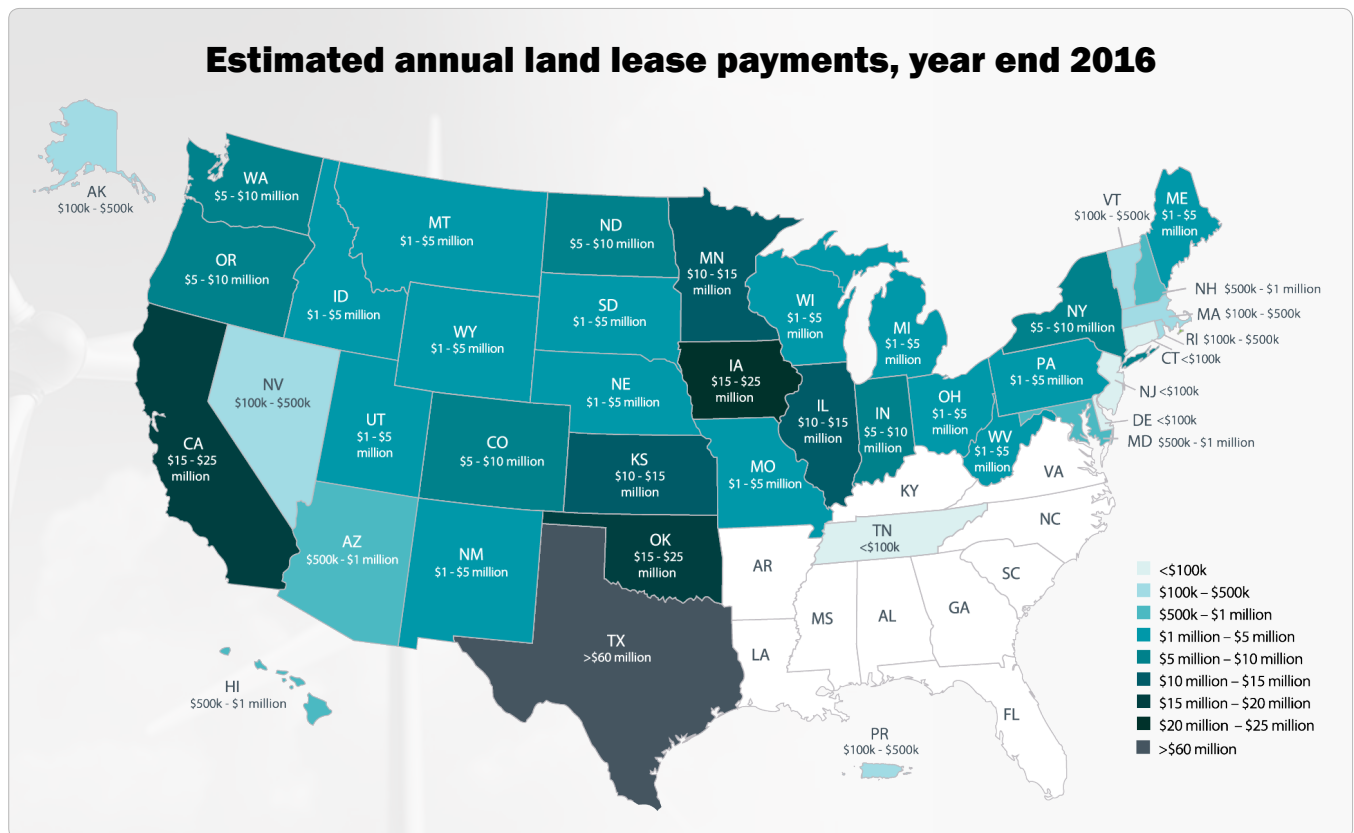 Estimated annual land lease payments, year end 2016
AK
$100k - $500k
WA
$5 - $10 million
OR
$5 - $10 million
CA
$15 - $25
million
NV
$100k - $500k
ID
$1 - $5 million
MT
$1 - $5 million
WY
$1 - $5 million
UT
$1 - $5
million
CO
$5 - $10 million
AZ
$500k - $1 million
NM
$1 - $5 million
ND
$5 - $10 million
SD
$1 - $5 million
NE
$1 - $5 million
KS
$10 - $15
million
OK
$15 - $25
million
TX
>$60 million
MN
$10 - $15
million
IA
$15 - $25
million
MO
$1 - $5 million
AR
LA
WI
$1 - $5
million
IL
$10 - $15
million
MI
$1 - $5
million
IN
$5 - $10
million
OH
$1 - $5
million
WV
$1 - $5
million
KY
TN
<$100k
MS
AL
GA
FL
SC
NC
VA
PA
$1 - $5 million
NY
$5 - $10 million
VT
$100k - $500k
ME
$1 - $5
million
NH $500k - $1 million
MA $100k - $500k
RI $100k - $500k
CT <$100k
NJ <$100k
DE <$100k
MD $500k - $1 million
HI
$500k - $1 million
PR
$100k - $500k
<$100k
$100k – $500k
$500k – $1 million
$1 million – $5 million
$5 million – $10 million
$10 million – $15 million
$15 million – $20 million
$20 million – $25 million
>$60 million